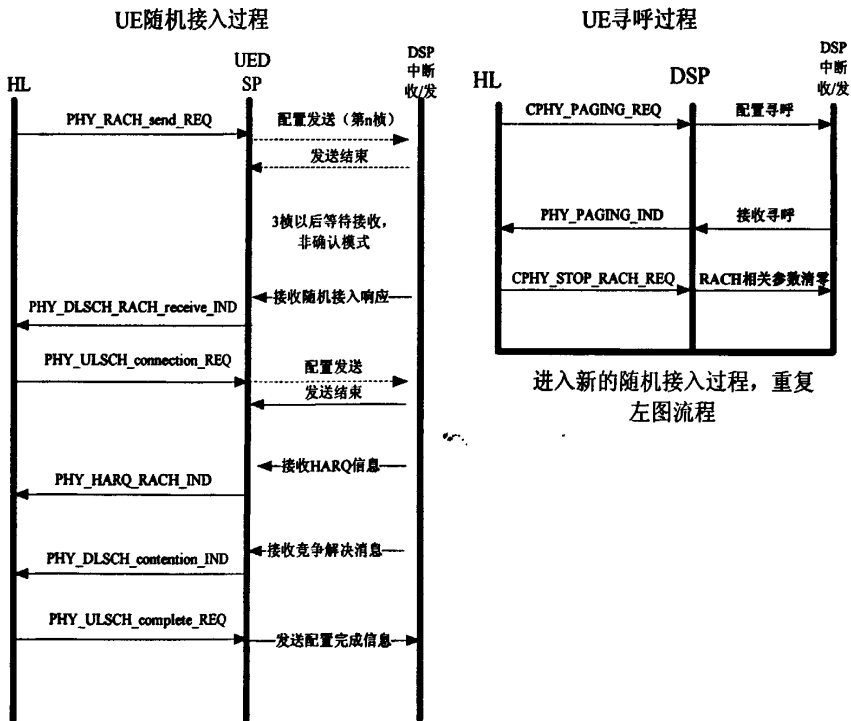 UE随机接入过程
HL
UED
SP
DSP
中断
收/发
PHY_RACH_send_REQ
配置发送（第n桢）
发送结束
3桢以后等待接收，
非确认模式
接收随机接入响应
PHY_DLSCH_RACH_receive_IND
PHY_ULSCH_connection_REQ
配置发送
发送结束
接收HARQ信息
PHY_HARQ_RACH_IND
接收竞争解决消息
PHY_DLSCH_contention_IND
PHY_ULSCH_complete_REQ
发送配置完成信息
UE寻呼过程
HL
DSP
DSP
中断
收/发
CPHY_PAGING_REQ
配置寻呼
PHY_PAGING_IND
接收寻呼
CPHY_STOP_RACH_REQ
RACH相关参数清零
进入新的随机接入过程，重复
左图流程